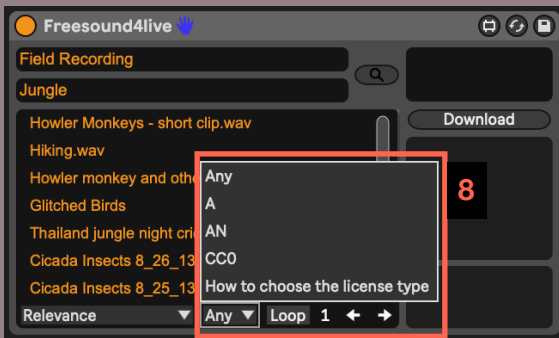 Freesound4live
Field Recording
Jungle
Howler Monkeys - short clip.wav
Hiking.wav
Howler monkey and othe
Glitched Birds
Thailand jungle night cri
Cicada Insects 8_26_13
Cicada Insects 8_25_13
Download
Any
A
AN
CC0
How to choose the license type
8
Relevance
Any
Loop
1